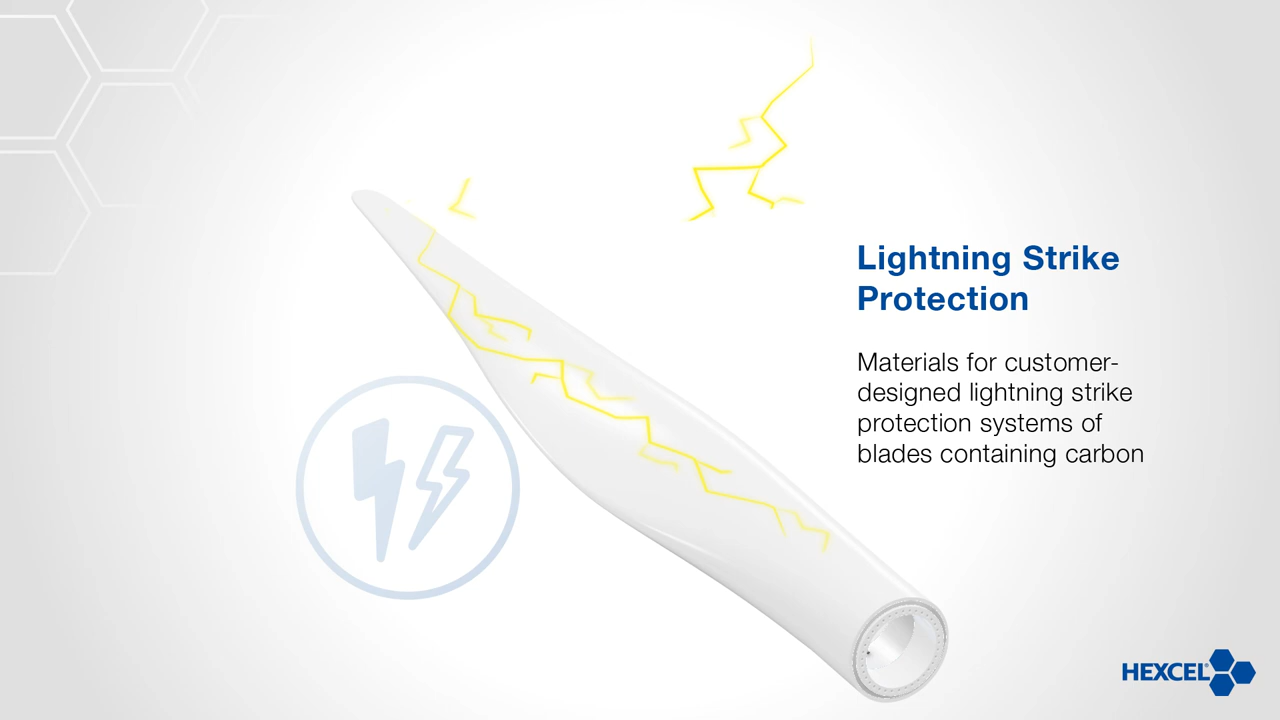 Lightning Strike
Protection
Materials for customer-
designed lightning strike
protection systems of
blades containing carbon
HEXCEL®